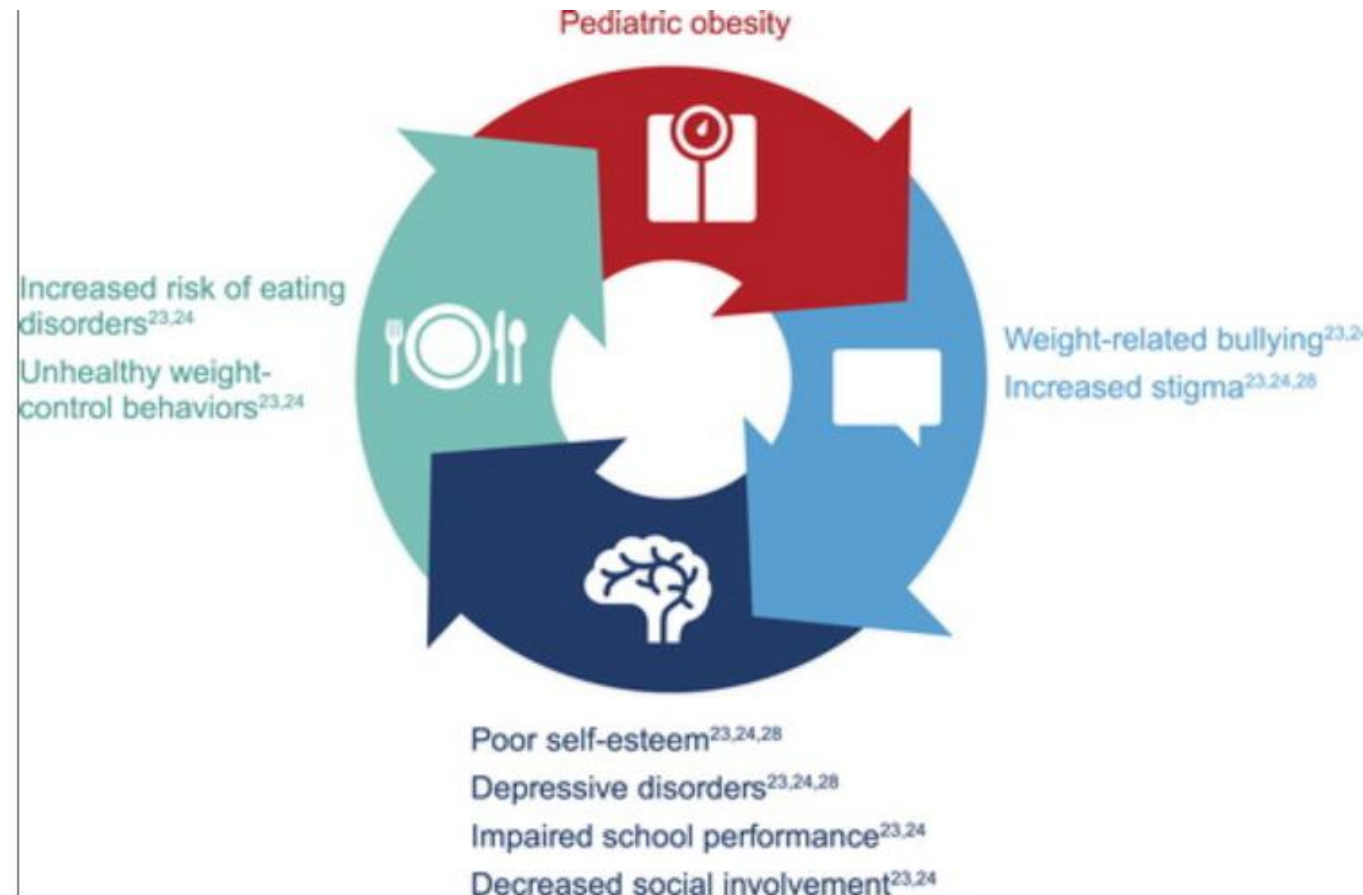 Pediatric obesity
Weight-related bullying23,24
Increased stigma23,24,28
Poor self-esteem23,24,28
Depressive disorders23,24,28
Impaired school performance23,24
Decreased social involvement23,24
Increased risk of eating
disorders23,24
Unhealthy weight-
control behaviors23,24